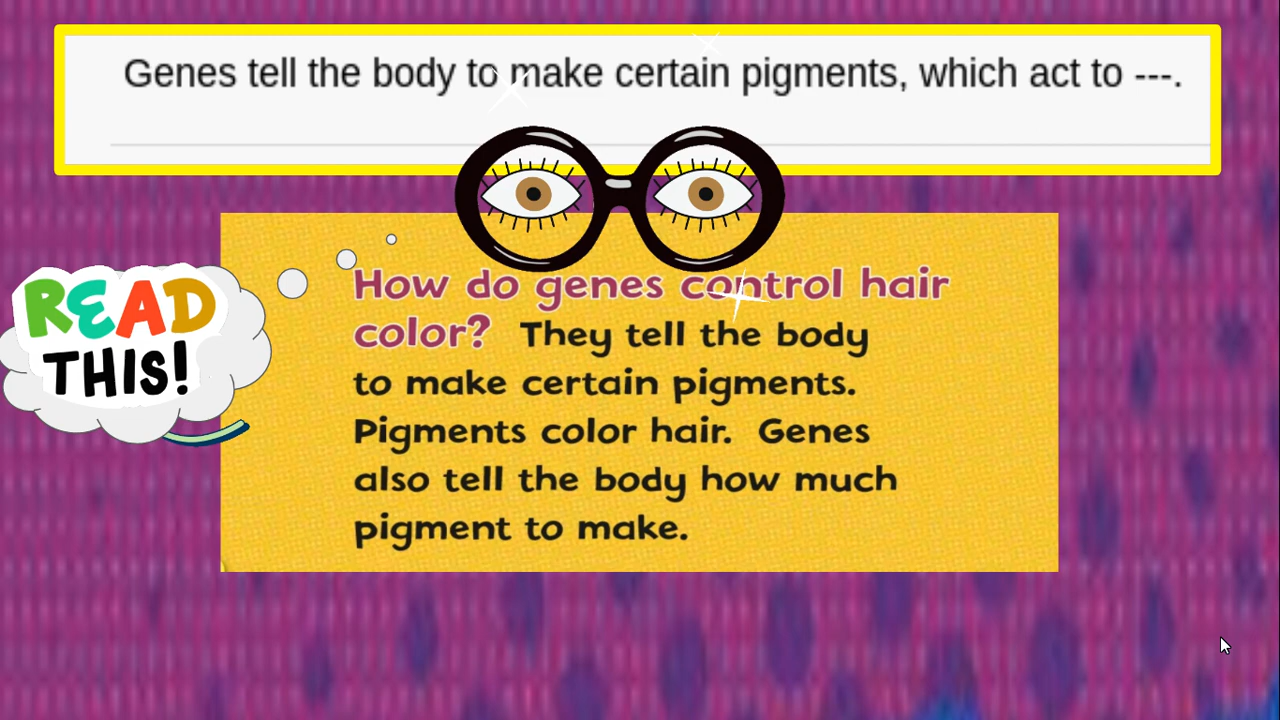 Genes tell the body to make certain pigments, which act to ---.
How do genes control hair
color? They tell the body
to make certain pigments.
Pigments color hair. Genes
also tell the body how much
pigment to make.
READ
THIS!